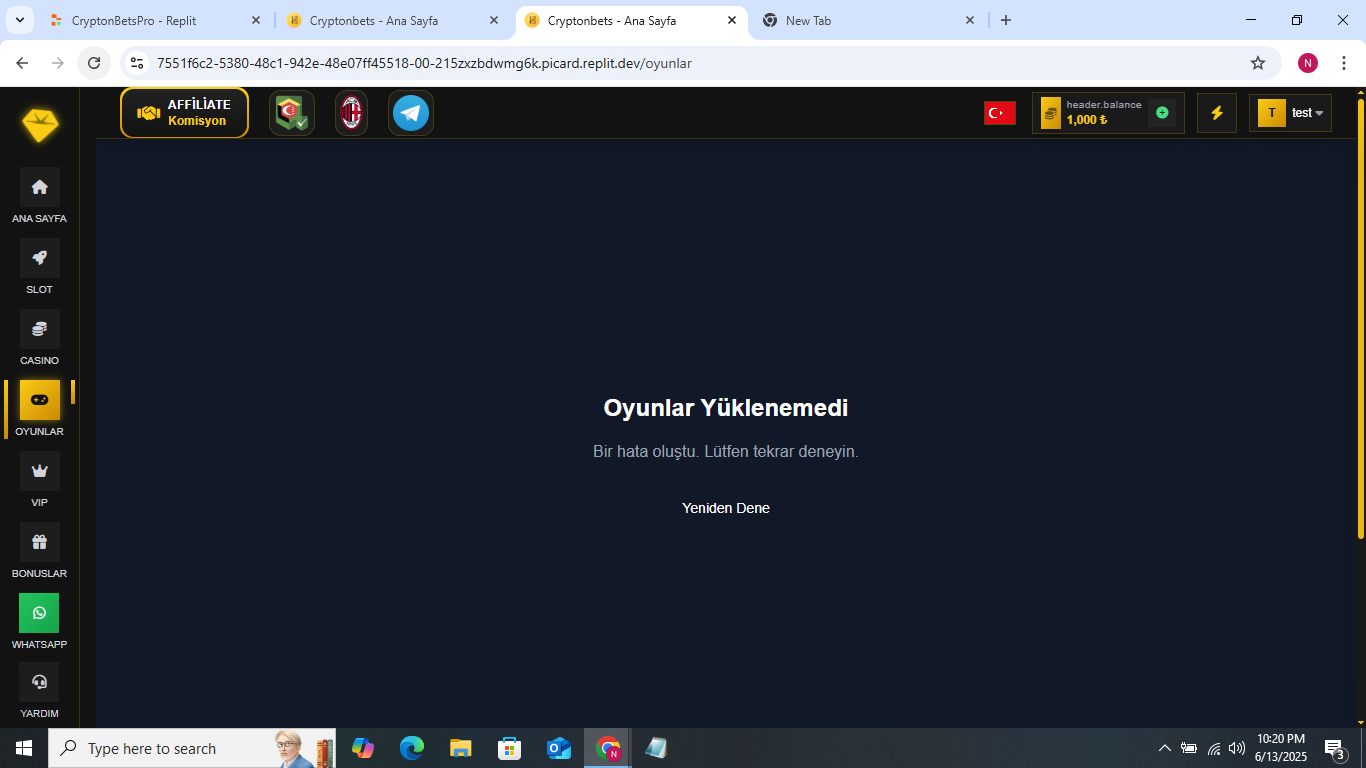 CryptonBetsPro - Replit
Cryptonbets - Ana Sayfa
Cryptonbets - Ana Sayfa
New Tab
7551f6c2-5380-48c1-942e-48e07ff45518-00-215zxzbdwmg6k.picard.replit.dev/oyunlar
N
AFFİLİATE
Komisyon
header.balance
1,000 ₺
T
test
ANA SAYFA
SLOT
CASINO
OYUNLAR
VIP
BONUSLAR
WHATSAPP
YARDIM
Oyunlar Yüklenemedi
Bir hata oluştu. Lütfen tekrar deneyin.
Yeniden Dene
Type here to search
N
10:20 PM
6/13/2025
3